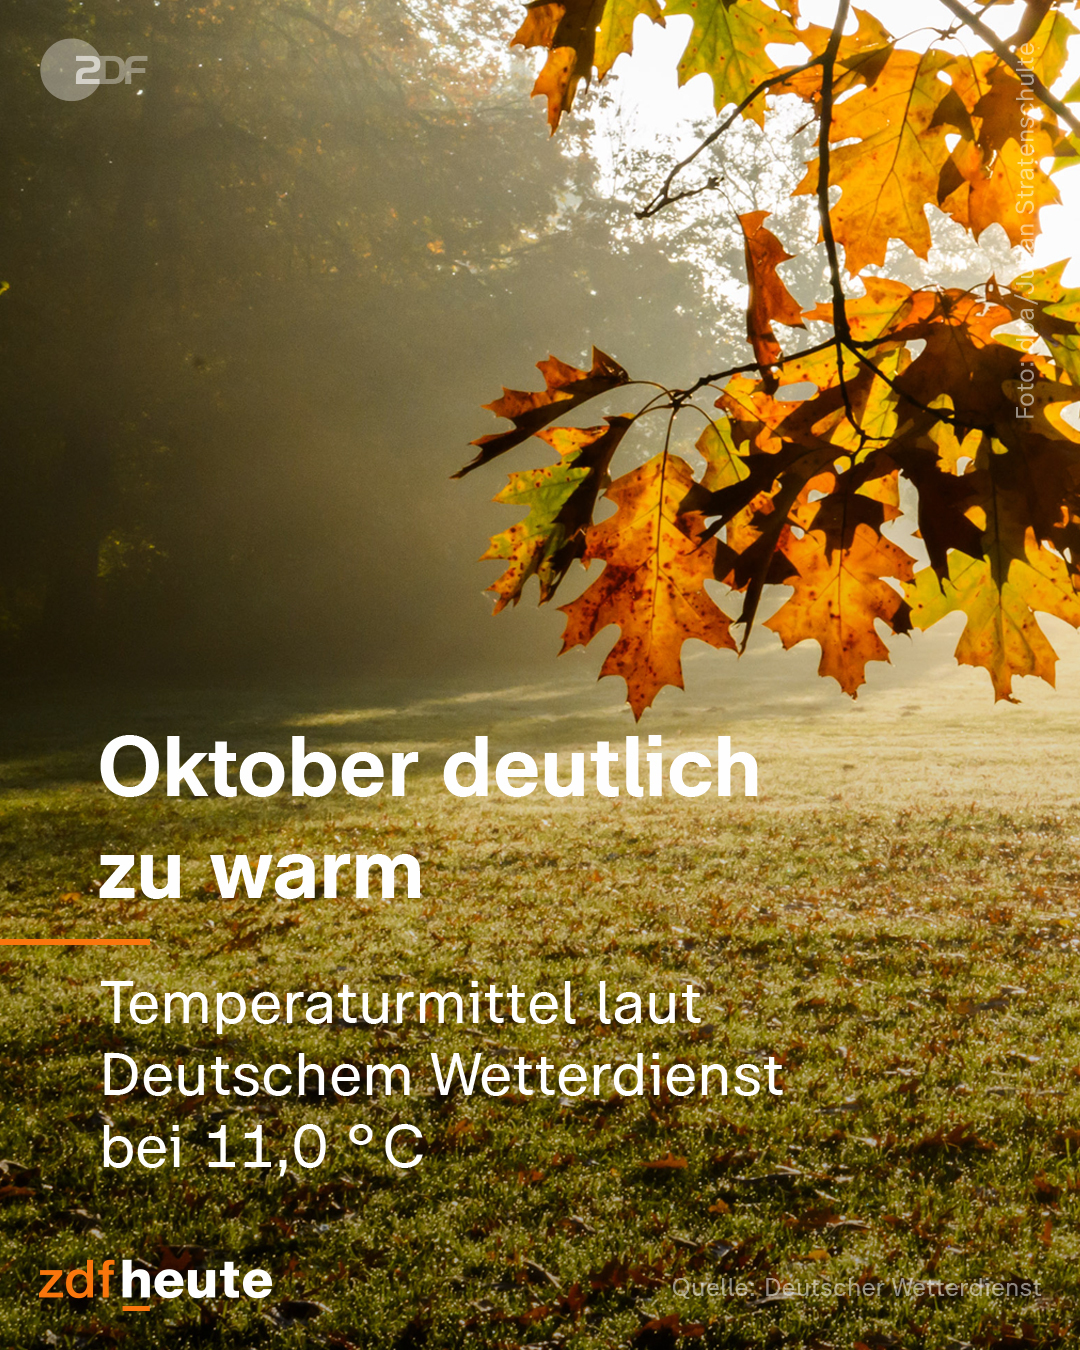 ZDF
Foto: dpa / Julian Stratenschulte
Oktober deutlich
zu warm
Temperaturmittel laut
Deutschem Wetterdienst
bei 11,0 °C
zdfheute
Quelle: Deutscher Wetterdienst